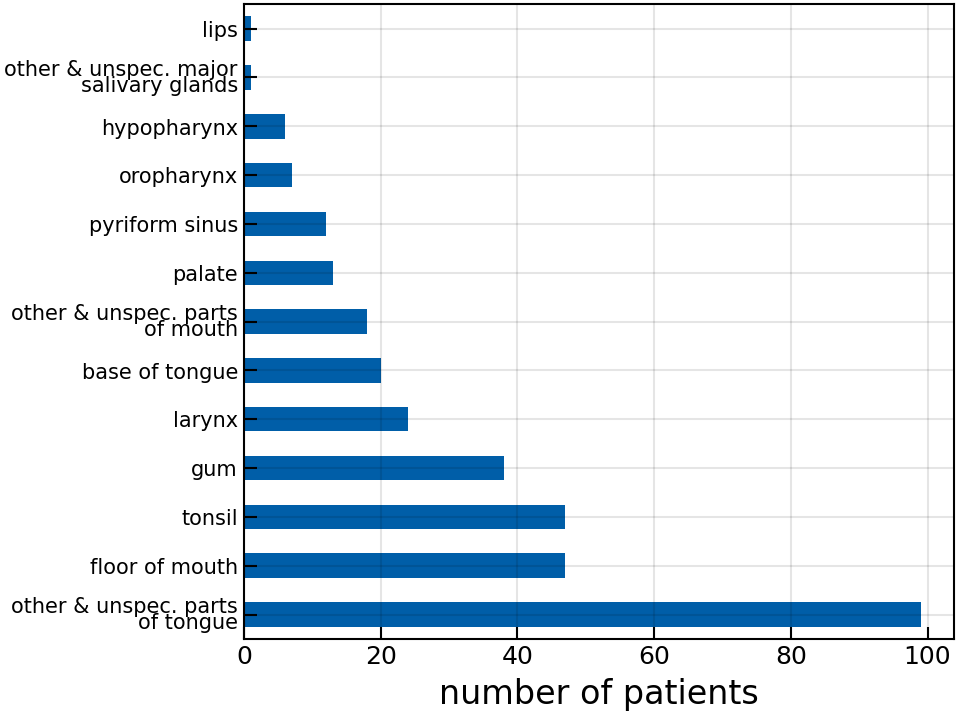 lips
other & unspec. major
salivary glands
hypopharynx
oropharynx
pyriform sinus
palate
other & unspec. parts
of mouth
base of tongue
larynx
gum
tonsil
floor of mouth
other & unspec. parts
of tongue
0 20 40 60 80 100
number of patients